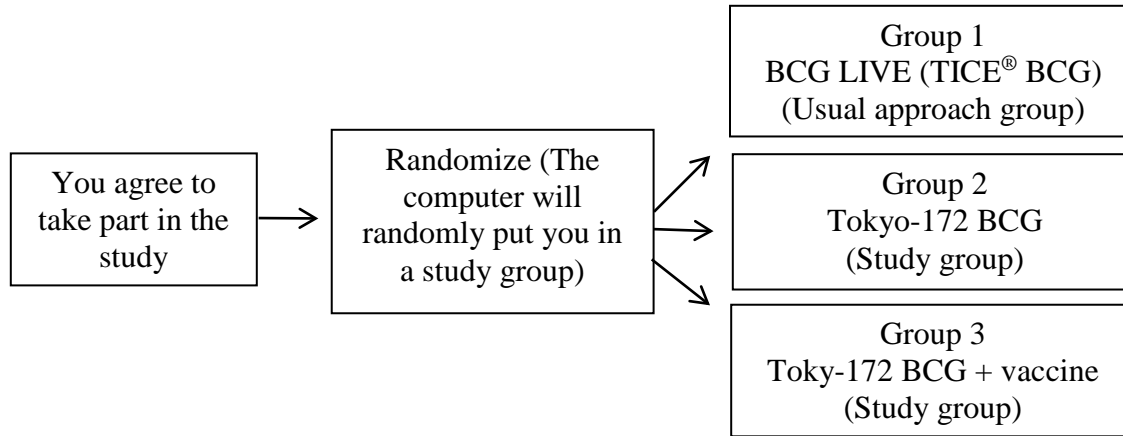 You agree to
take part in the
study
Randomize (The
computer will
randomly put you in
a study group)
Group 1
BCG LIVE (TICE® BCG)
(Usual approach group)
Group 2
Tokyo-172 BCG
(Study group)
Group 3
Toky-172 BCG + vaccine
(Study group)